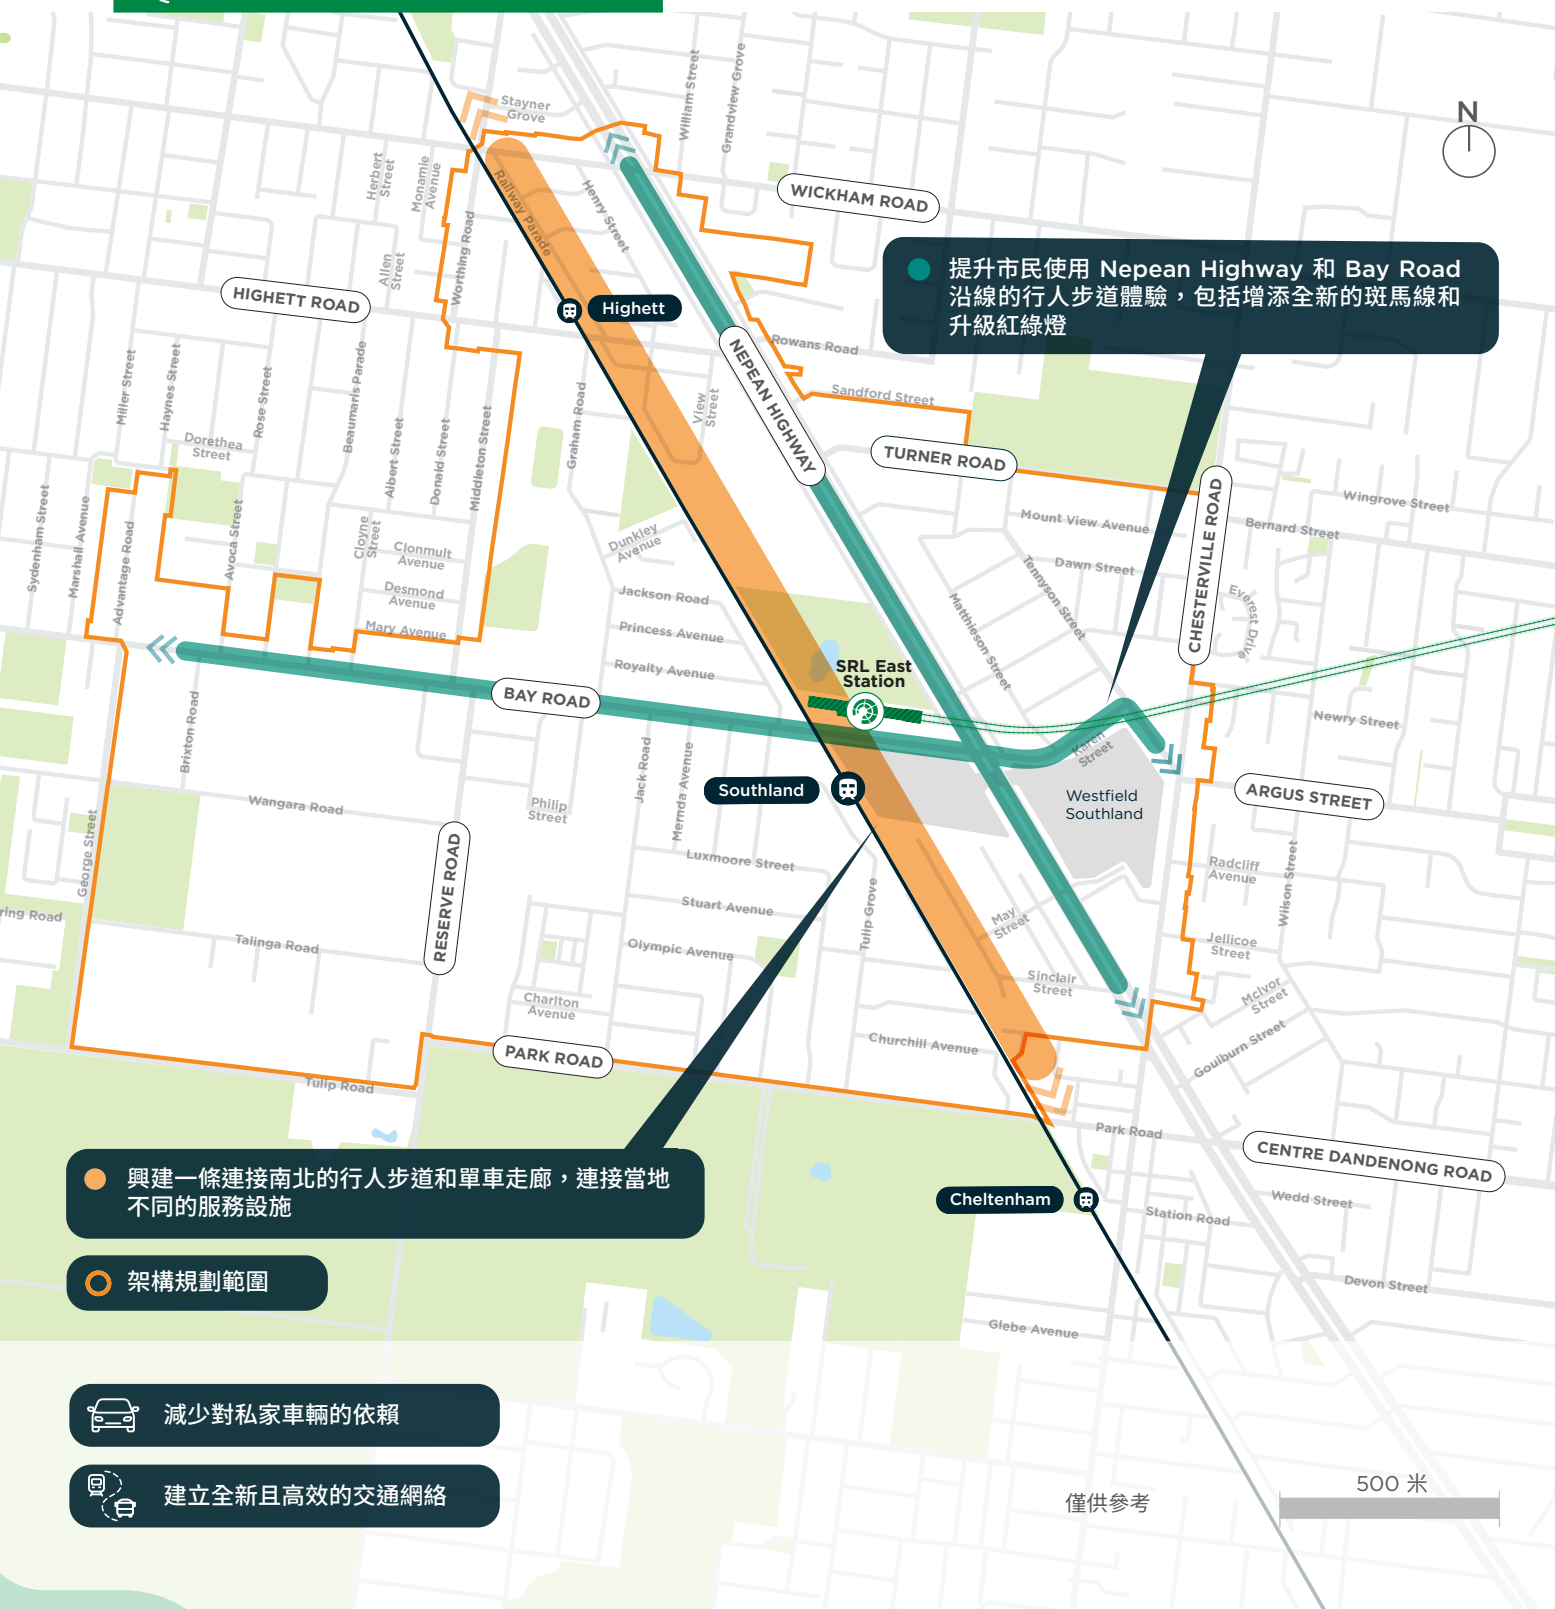 Stayner
Grove
William Street
Grandview Grove
N
Herbert
Street
Monamie
Avenue
Railway Parade
Henry Street
WICKHAM ROAD
Worthing Road
Allen
Street
提升市民使用 Nepean Highway 和 Bay Road
沿線的行人步道體驗，包括增添全新的斑馬線和
升級紅綠燈
HIGHETT ROAD
Highett
NEPEAN HIGHWAY
Rowans Road
Sandford Street
Miller Street
Haynes Street
Rose Street
Beaumaris Parade
Dorethea
Street
Albert Street
Donald Street
Middleton Street
Graham Road
View
Street
TURNER ROAD
CHESTERVILLE ROAD
Wingrove Street
Bernard Street
Mount View Avenue
Dawn Street
Tennyson Street
Matthieson Street
Everest Drive
Sydenham Street
Marshall Avenue
Advantage Road
Avoca Street
Cloyne
Street
Clonmult
Avenue
Desmond
Avenue
Mary Avenue
Dunkley
Avenue
Jackson Road
Princess Avenue
Royalty Avenue
SRL East
Station
BAY ROAD
Brixton Road
Jack Road
Mernda Avenue
Karen
Street
Newry Street
Southland
Westfield
Southland
ARGUS STREET
Wangara Road
Philip
Street
George Street
RESERVE ROAD
Luxmoore Street
Stuart Avenue
Olympic Avenue
Tulip Grove
May
Street
Radcliff
Avenue
Wilson Street
ring Road
Talinga Road
Jellicoe
Street
Sinclair
Street
McIvor
Street
Goulburn Street
Charlton
Avenue
Churchill Avenue
PARK ROAD
Tulip Road
Park Road
CENTRE DANDENONG ROAD
興建一條連接南北的行人步道和單車走廊，連接當地
不同的服務設施
Cheltenham
Wedd Street
Station Road
架構規劃範圍
Devon Street
Glebe Avenue
減少對私家車輛的依賴
建立全新且高效的交通網絡
僅供參考
500 米